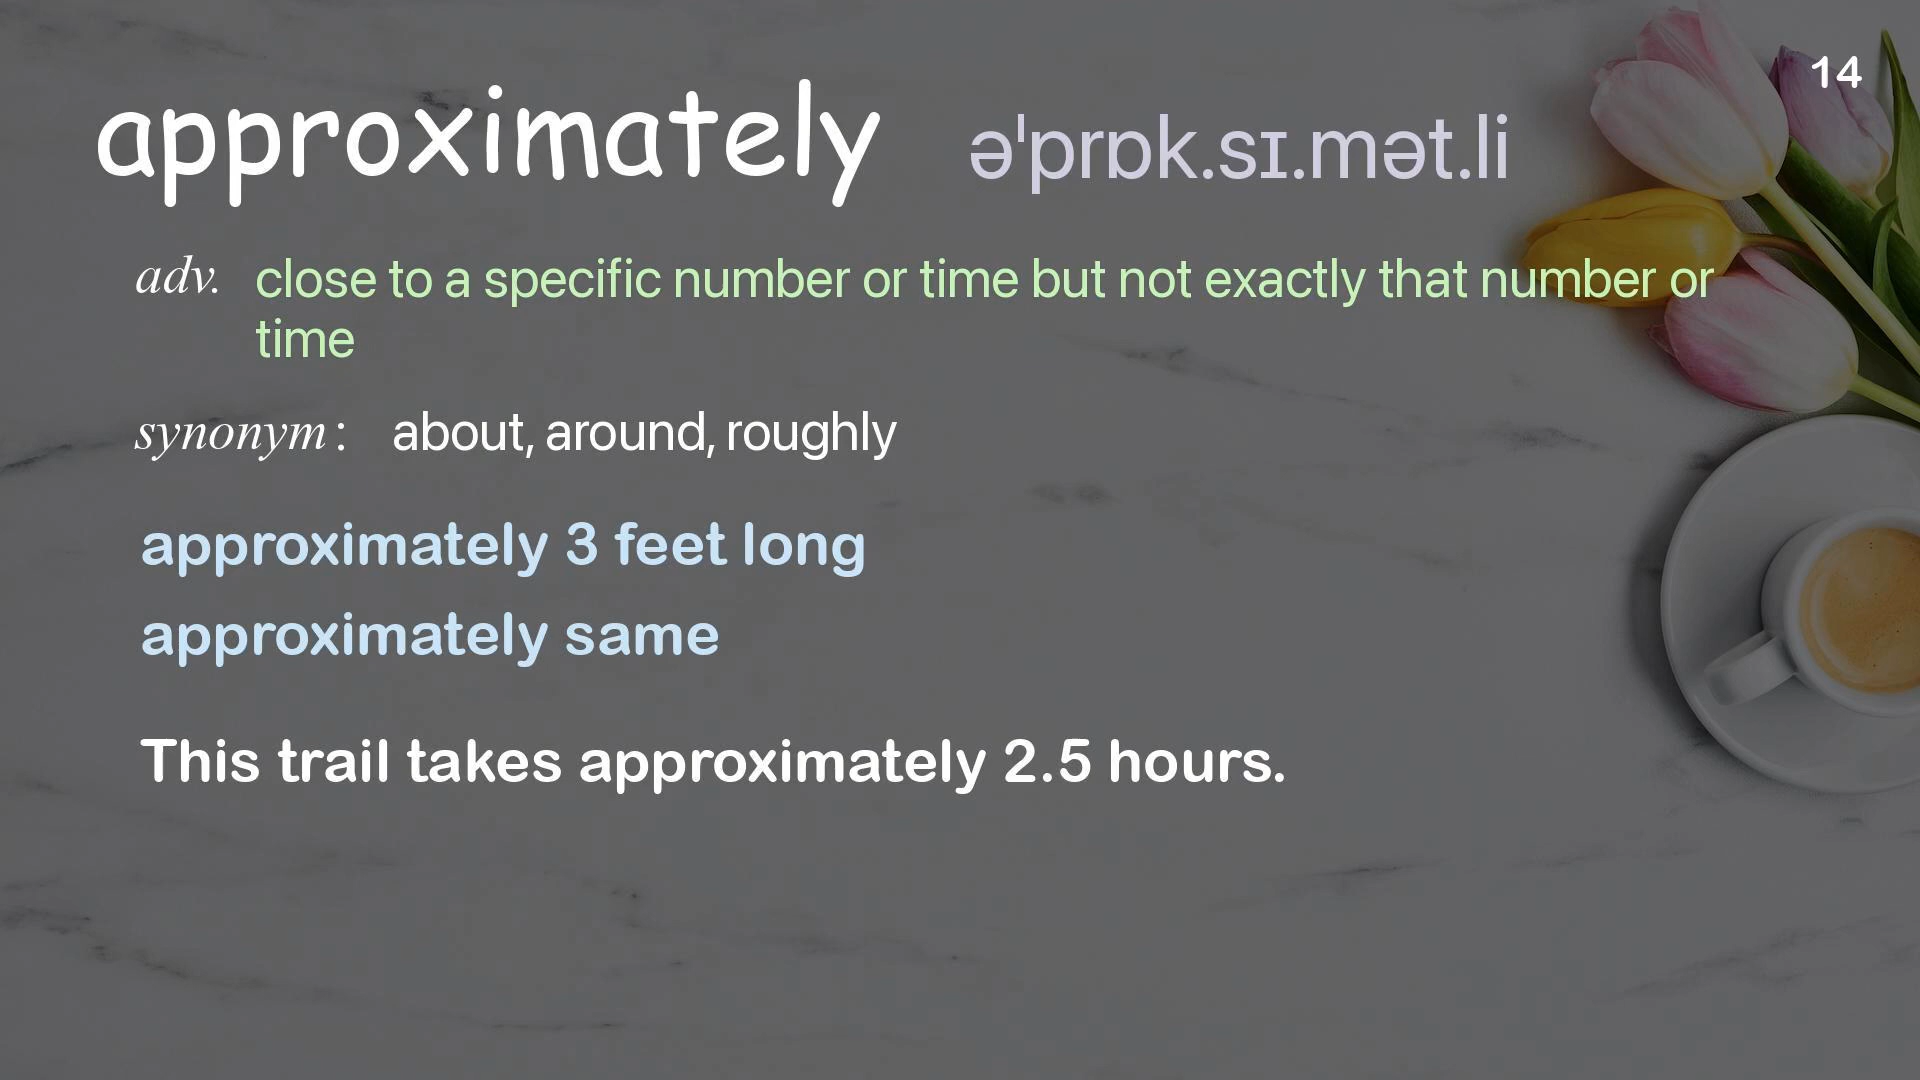 14
approximately əˈprɒk.sɪ.mət.li
adv. close to a specific number or time but not exactly that number or
time
synonym: about, around, roughly
approximately 3 feet long
approximately same
This trail takes approximately 2.5 hours.